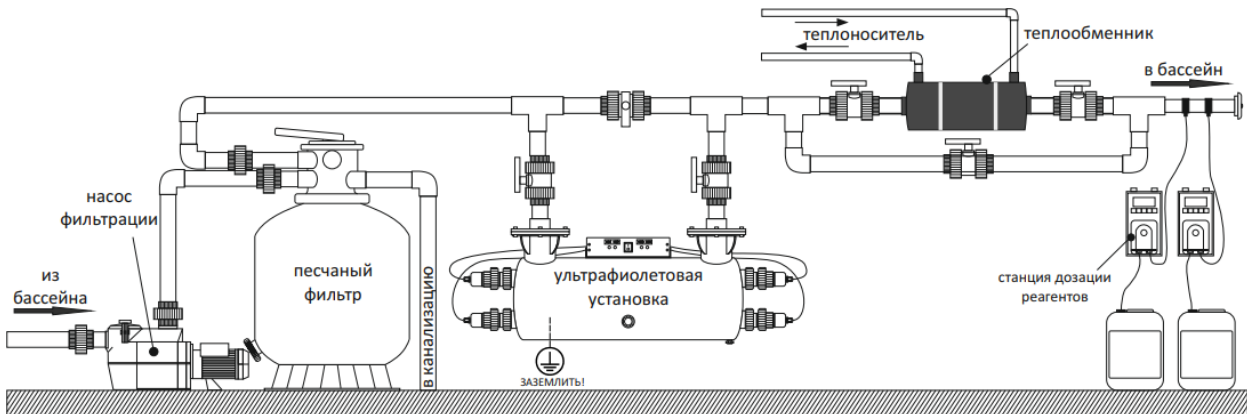 теплоноситель
теплообменник
в бассейн
насос
фильтрации
из
бассейна
песчаный
фильтр
в канализацию
ультрафиолетовая
установка
ЗАЗЕМЛИТЬ!
станция дозации
реагентов